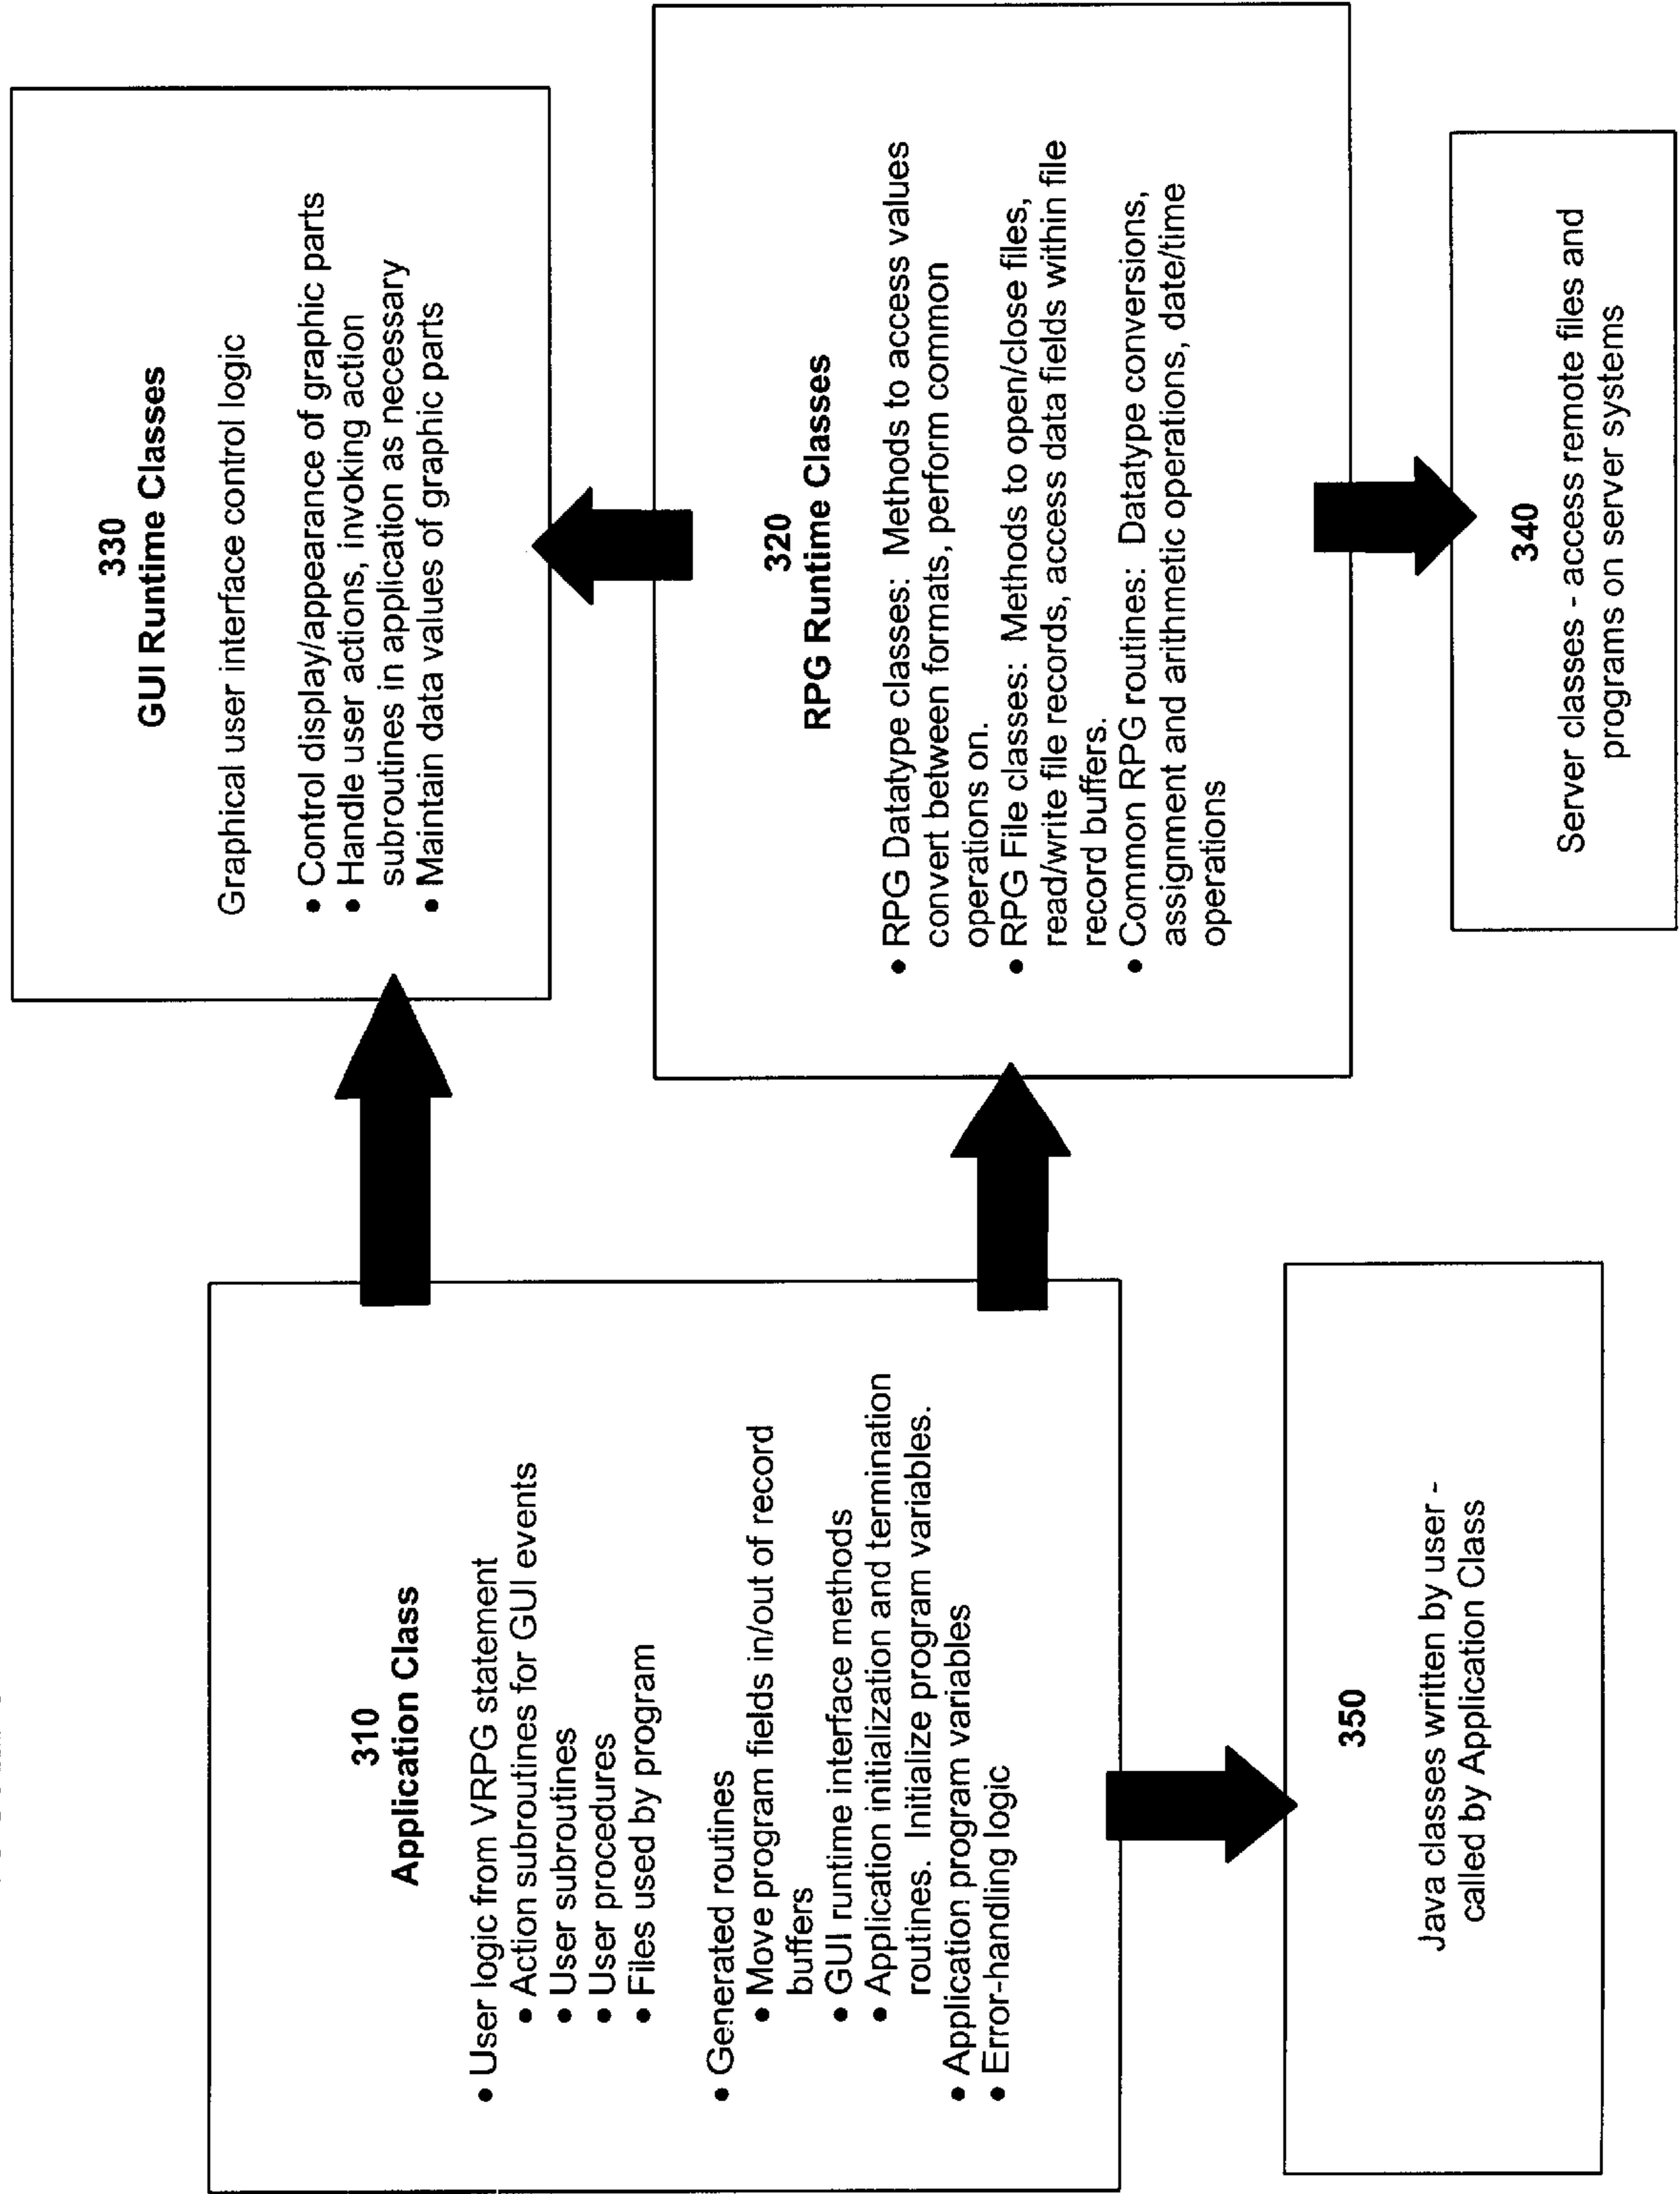 310
Application Class
• User logic from VRPG statement
• Action subroutines for GUI events
• User subroutines
• User procedures
• Files used by program
• Generated routines
• Move program fields in/out of record
buffers
• GUI runtime interface methods
• Application initialization and termination
routines. Initialize program variables.
• Application program variables
• Error-handling logic
330
GUI Runtime Classes
Graphical user interface control logic
• Control display/appearance of graphic parts
• Handle user actions, invoking action
subroutines in application as necessary
• Maintain data values of graphic parts
320
RPG Runtime Classes
• RPG Datatype classes: Methods to access values
convert between formats, perform common
operations on.
• RPG File classes: Methods to open/close files,
read/write file records, access data fields within file
record buffers.
• Common RPG routines: Datatype conversions,
assignment and arithmetic operations, date/time
operations
350
Java classes written by user -
called by Application Class
340
Server classes - access remote files and
programs on server systems